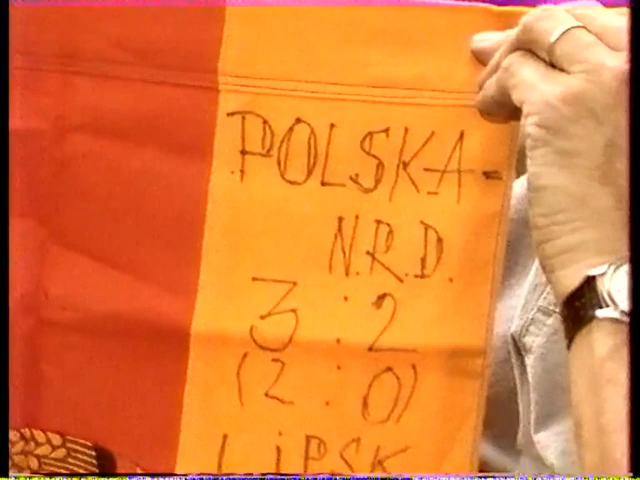 POLSKA-
N.R.D.
3:2
(2:0)
LiPSK